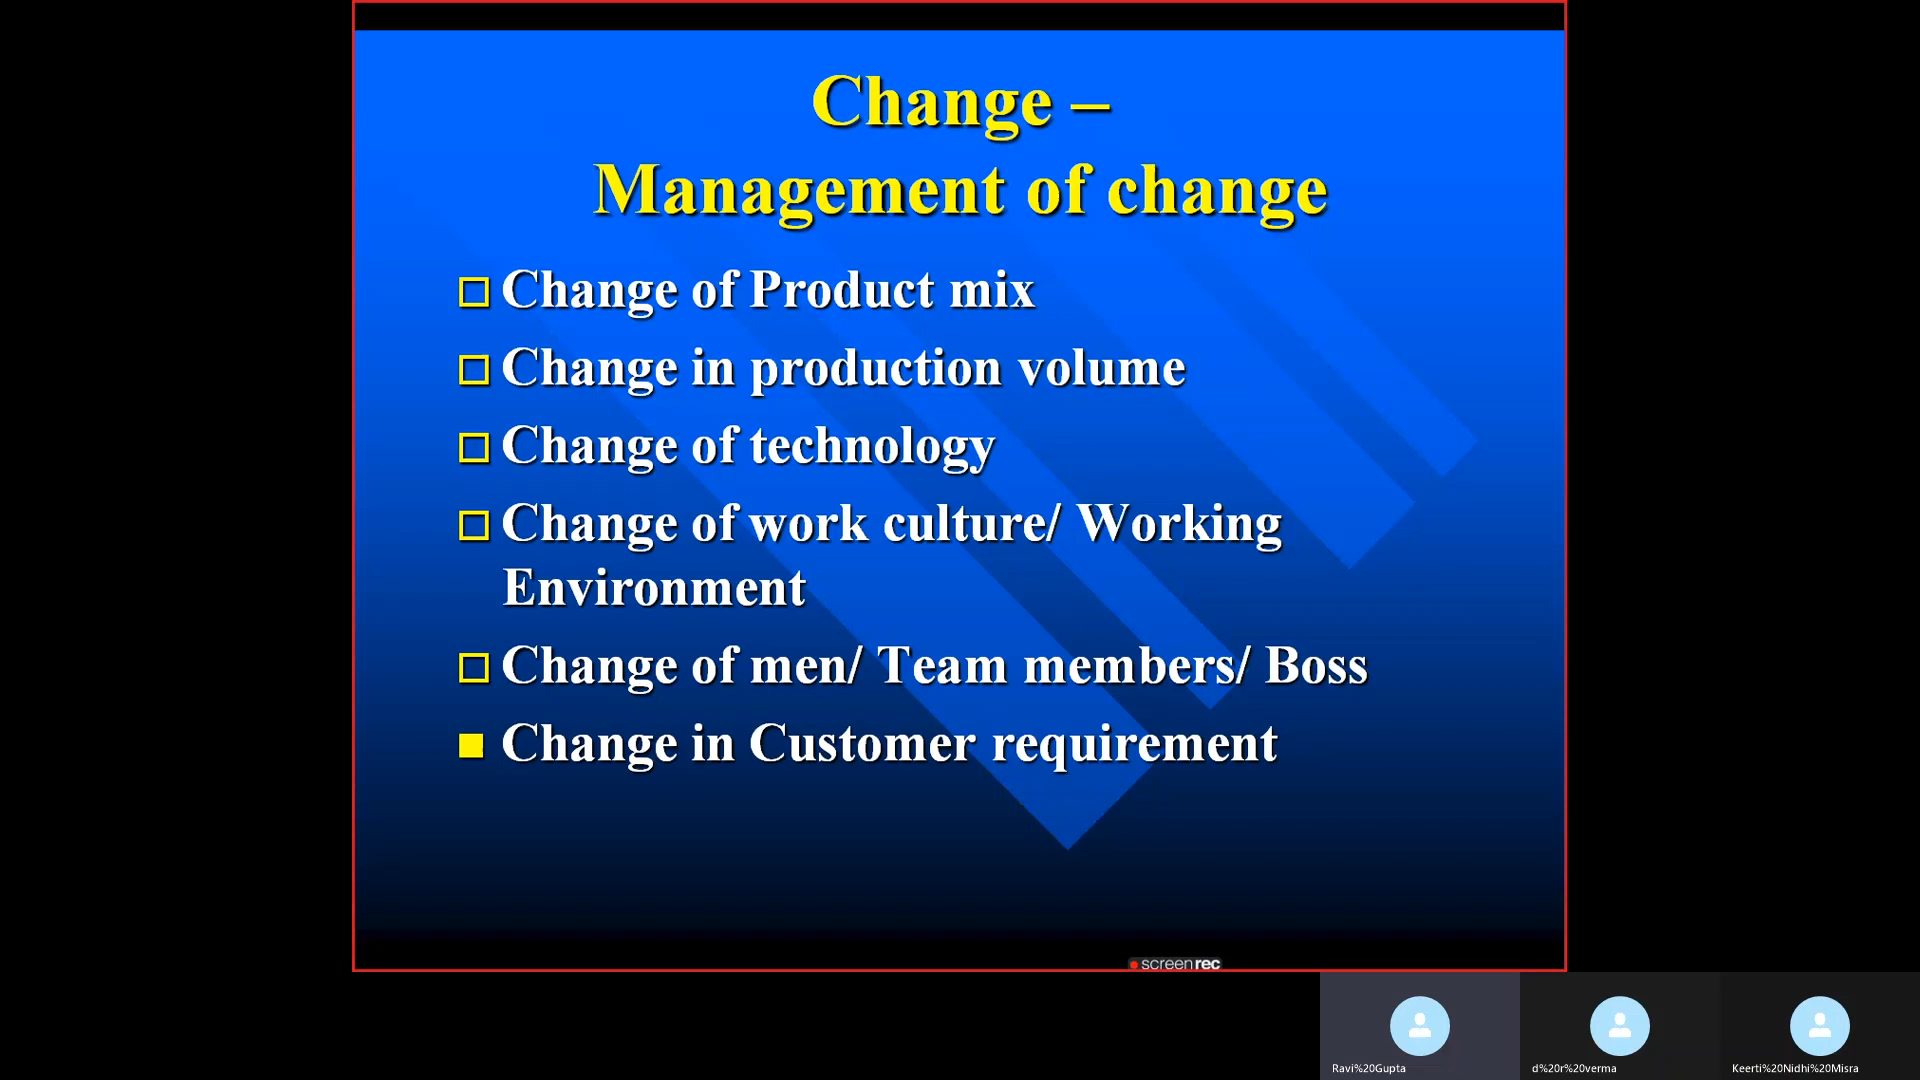 Change –
Management of change
Change of Product mix
Change in production volume
Change of technology
Change of work culture/ Working
Environment
Change of men/ Team members/ Boss
Change in Customer requirement
screenrec
Ravi%20Gupta
d%20r%20verma
Keerti%20Nidhi%20Misra